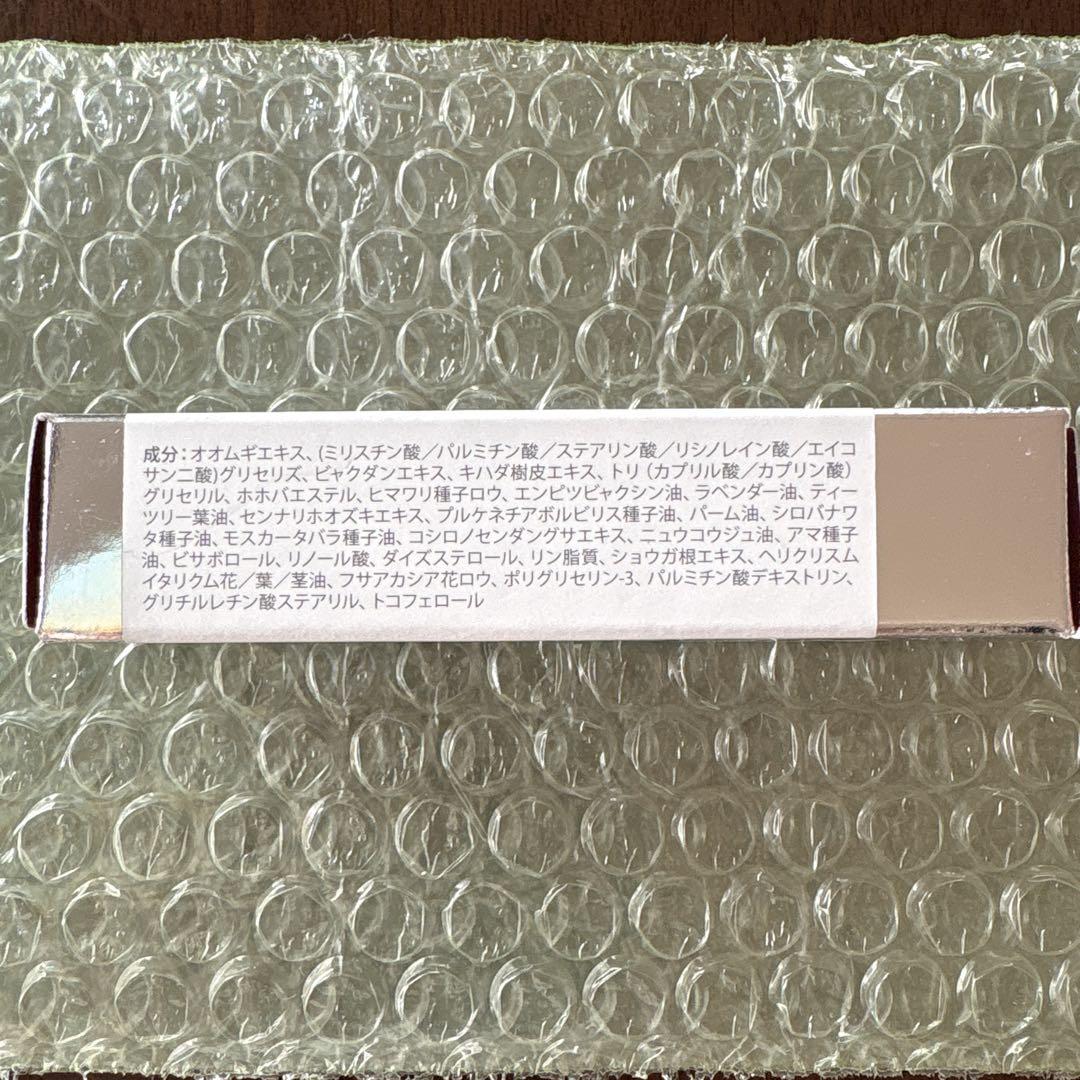 成分：オオムギエキス、(ミリスチン酸／パルミチン酸／ステアリン酸／リシノレイン酸／エイコ
サン二酸)グリセリズ、ビャクダンエキス、キハダ樹皮エキス、トリ（カプリル酸／カプリン酸）
グリセリル、ホホバエステル、ヒマワリ種子ロウ、エンピツビャクシン油、ラベンダー油、ティー
ツリー葉油、センナリホオズキエキス、プルケネチアボルビリス種子油、パーム油、シロバナワ
タ種子油、モスカータバラ種子油、コシロノセンダングサエキス、ニュウコウジュ油、アマ種子
油、ビサボロール、リノール酸、ダイズステロール、リン脂質、ショウガ根エキス、ヘリクリスム
イタリクム花／葉／茎油、フサアカシア花ロウ、ポリグリセリン-3、パルミチン酸デキストリン、
グリチルレチン酸ステアリル、トコフェロール